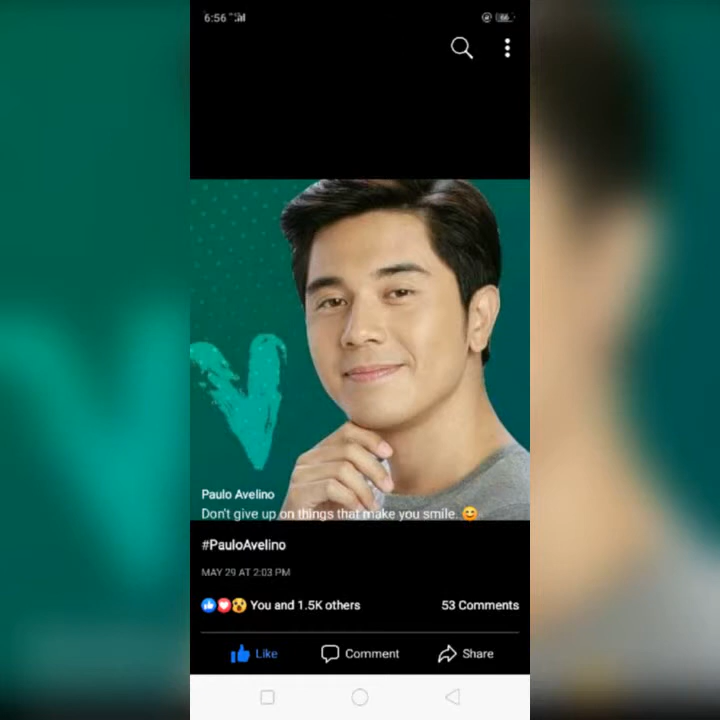 6:56
66
Paulo Avelino
Don't give up on things that make you smile. 😊
#PauloAvelino
MAY 29 AT 2:03 PM
You and 1.5K others
53 Comments
Like
Comment
Share